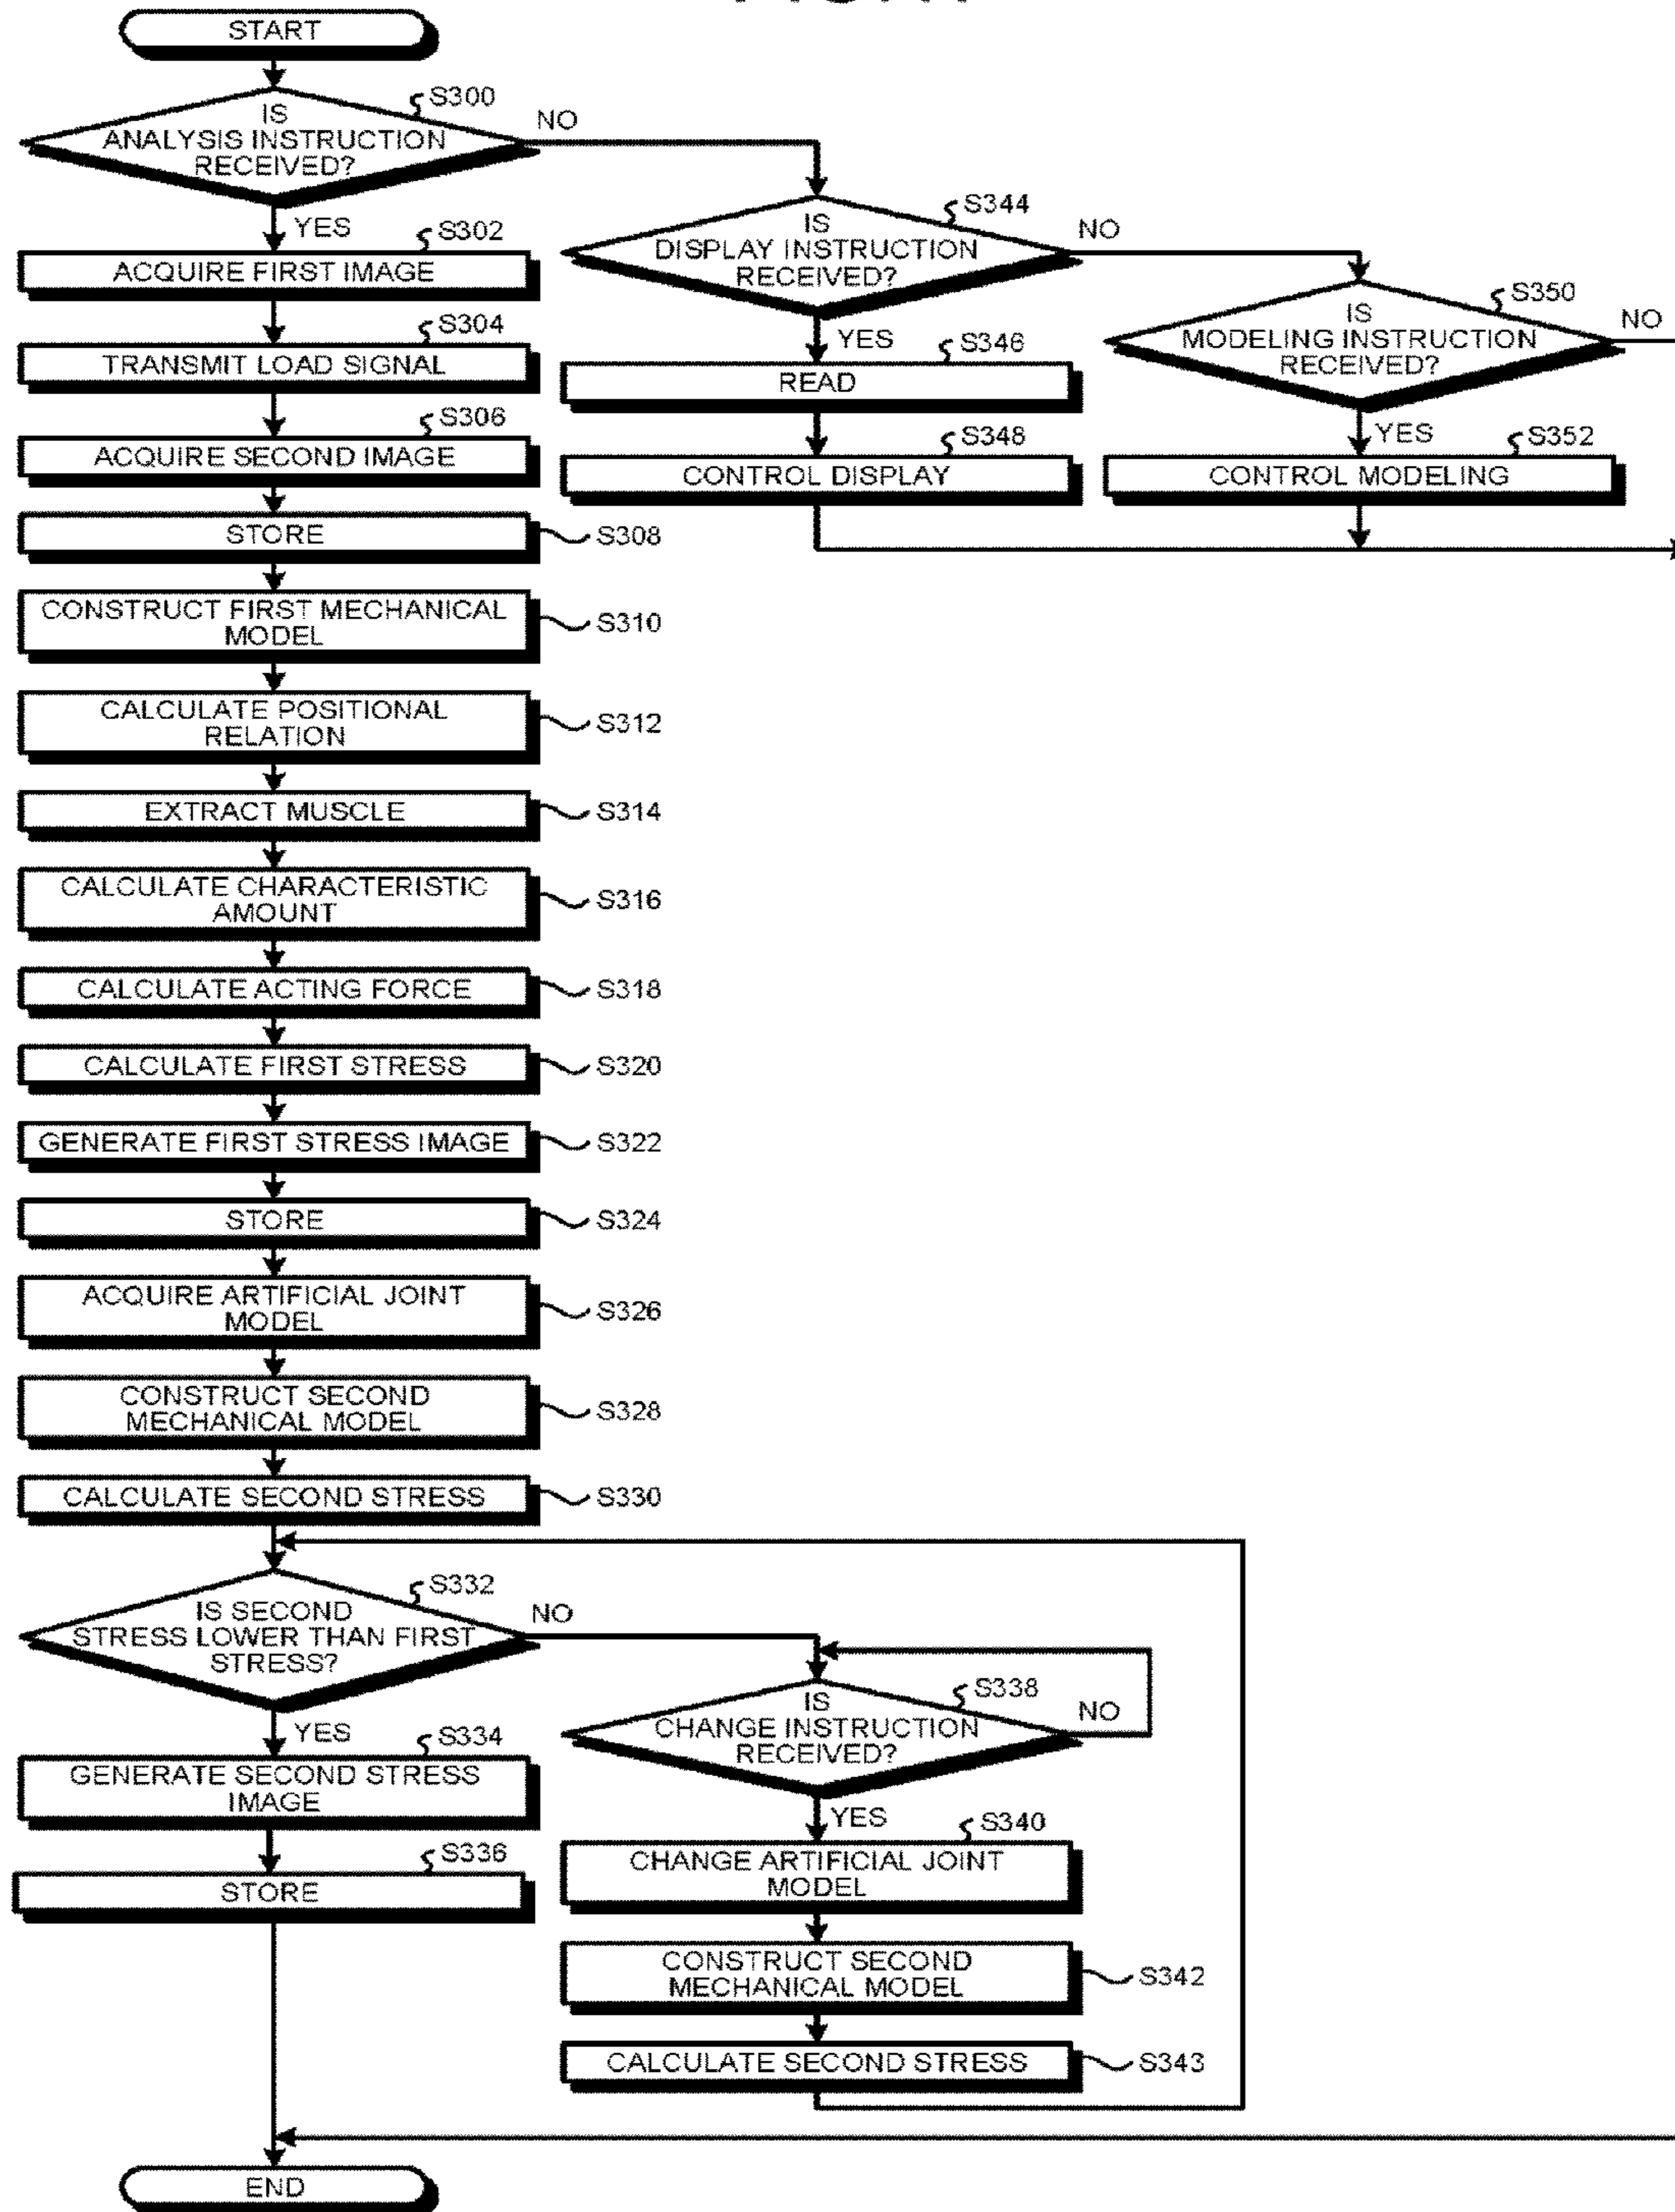 START
S300
IS
ANALYSIS INSTRUCTION
RECEIVED?
NO
YES
S302
ACQUIRE FIRST IMAGE
S304
TRANSMIT LOAD SIGNAL
S306
ACQUIRE SECOND IMAGE
STORE
S308
CONSTRUCT FIRST MECHANICAL
MODEL
S310
CALCULATE POSITIONAL
RELATION
S312
EXTRACT MUSCLE
S314
CALCULATE CHARACTERISTIC
AMOUNT
S316
CALCULATE ACTING FORCE
S318
CALCULATE FIRST STRESS
S320
GENERATE FIRST STRESS IMAGE
S322
STORE
S324
ACQUIRE ARTIFICIAL JOINT
MODEL
S326
CONSTRUCT SECOND
MECHANICAL MODEL
S328
CALCULATE SECOND STRESS
S330
S332
IS SECOND
STRESS LOWER THAN FIRST
STRESS?
NO
YES
S334
GENERATE SECOND STRESS
IMAGE
S336
STORE
S338
IS
CHANGE INSTRUCTION
RECEIVED?
NO
YES
S340
CHANGE ARTIFICIAL JOINT
MODEL
CONSTRUCT SECOND
MECHANICAL MODEL
S342
CALCULATE SECOND STRESS
S343
S344
IS
DISPLAY INSTRUCTION
RECEIVED?
NO
YES
S346
READ
S348
CONTROL DISPLAY
S350
IS
MODELING INSTRUCTION
RECEIVED?
NO
YES
S352
CONTROL MODELING
END